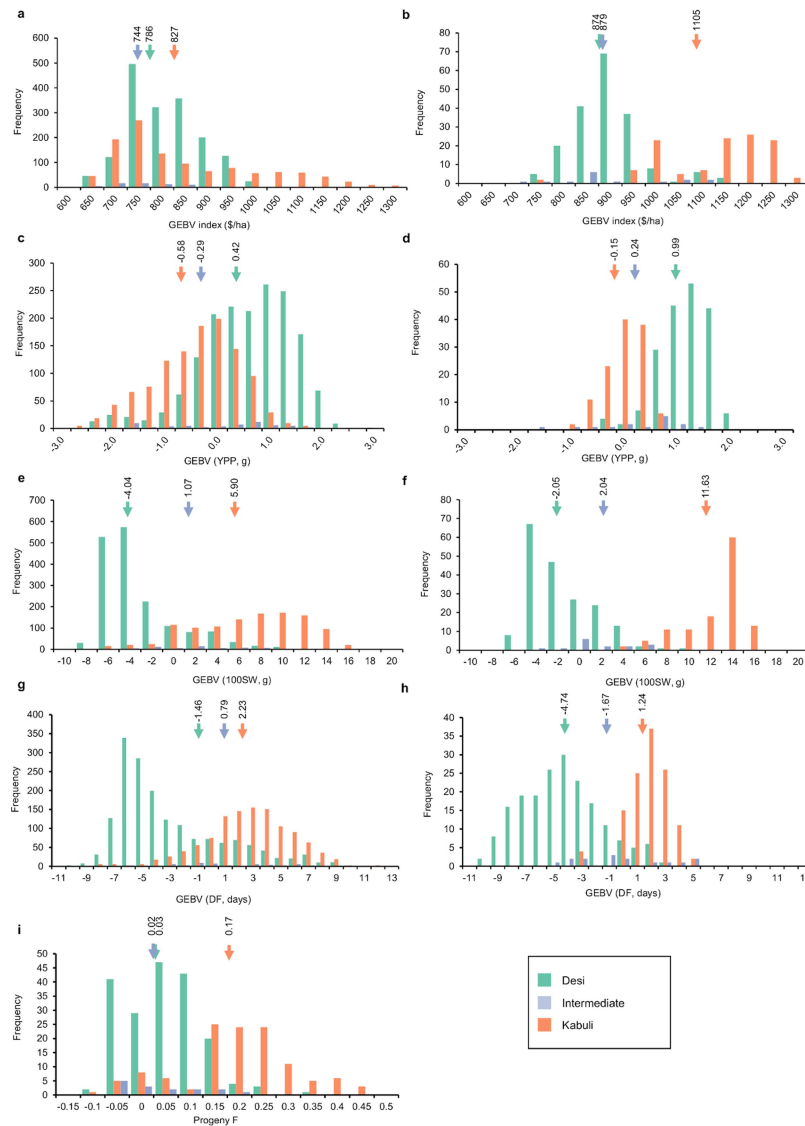 a
744
786
827
600
500
400
300
200
100
0
Frequency
600 650 700 750 800 850 900 950 1000 1050 1100 1150 1200 1250 1300
GEBV index ($/ha)
b
874
879
1105
80
70
60
50
40
30
20
10
0
Frequency
600 650 700 750 800 850 900 950 1000 1050 1100 1150 1200 1250 1300
GEBV index ($/ha)
c
-0.58
-0.29
0.42
300
250
200
150
100
50
0
Frequency
-3.0 -2.0 -1.0 0.0 1.0 2.0 3.0
GEBV (YPP, g)
d
-0.15
0.24
0.99
60
50
40
30
20
10
0
Frequency
-3.0 -2.0 -1.0 0.0 1.0 2.0 3.0
GEBV (YPP, g)
e
-4.04
1.07
5.90
700
600
500
400
300
200
100
0
Frequency
-10 -8 -6 -4 -2 0 2 4 6 8 10 12 14 16 18 20
GEBV (100SW, g)
f
-2.05
2.04
11.63
80
70
60
50
40
30
20
10
0
Frequency
-10 -8 -6 -4 -2 0 2 4 6 8 10 12 14 16 18 20
GEBV (100SW, g)
g
-1.46
0.79
2.23
400
350
300
250
200
150
100
50
0
Frequency
-11 -9 -7 -5 -3 -1 1 3 5 7 9 11 13
GEBV (DF, days)
h
-4.74
-1.67
1.24
40
35
30
25
20
15
10
5
0
Frequency
-11 -9 -7 -5 -3 -1 1 3 5 7 9 11 1
GEBV (DF, days)
i
0.02
0.03
0.17
50
45
40
35
30
25
20
15
10
5
0
Frequency
-0.15 -0.1 -0.05 0 0.05 0.1 0.15 0.2 0.25 0.3 0.35 0.4 0.45 0.5
Progeny F
Desi
Intermediate
Kabuli